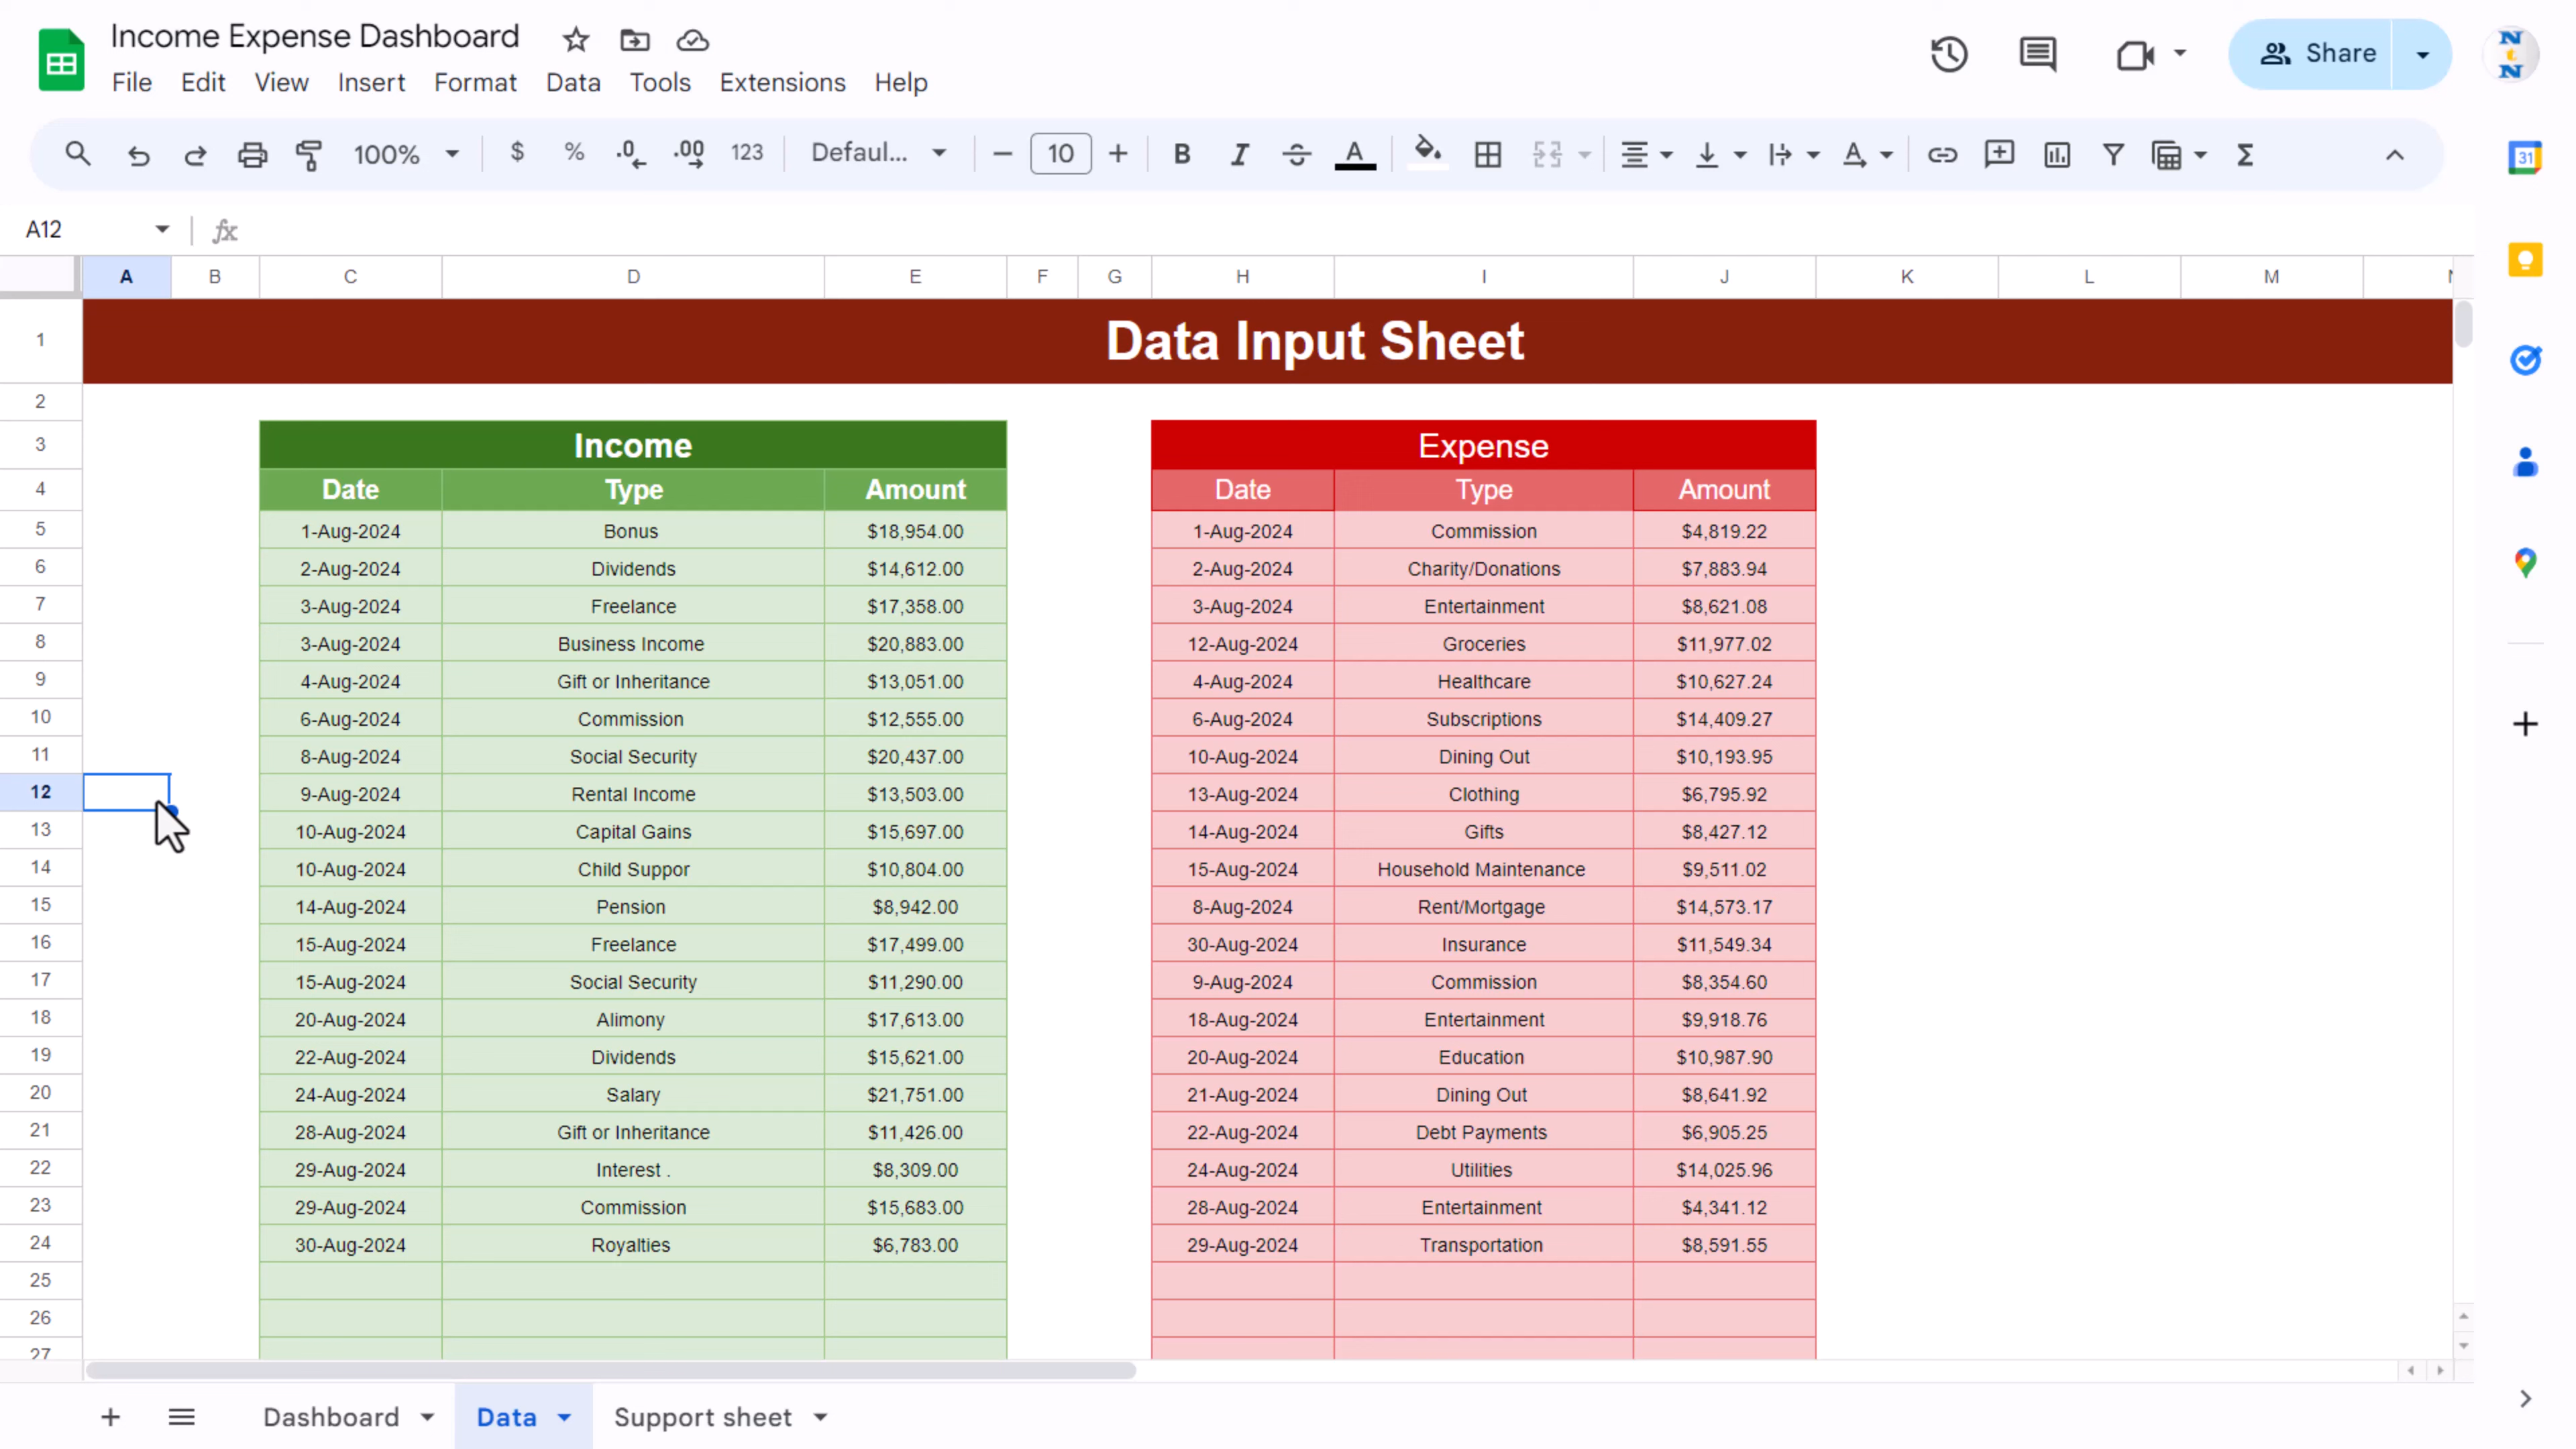 Income Expense Dashboard
File Edit View Insert Format Data Tools Extensions Help
Share
N
t
N
100% $ % .0 .00 123 Defaul... 10 B I A A Σ
31
A12 fx
A B C D E F G H I J K L M
1 Data Input Sheet
2
3 Income Expense
4 Date Type Amount Date Type Amount
5 1-Aug-2024 Bonus $18,954.00 1-Aug-2024 Commission $4,819.22
6 2-Aug-2024 Dividends $14,612.00 2-Aug-2024 Charity/Donations $7,883.94
7 3-Aug-2024 Freelance $17,358.00 3-Aug-2024 Entertainment $8,621.08
8 3-Aug-2024 Business Income $20,883.00 12-Aug-2024 Groceries $11,977.02
9 4-Aug-2024 Gift or Inheritance $13,051.00 4-Aug-2024 Healthcare $10,627.24
10 6-Aug-2024 Commission $12,555.00 6-Aug-2024 Subscriptions $14,409.27
11 8-Aug-2024 Social Security $20,437.00 10-Aug-2024 Dining Out $10,193.95
12 9-Aug-2024 Rental Income $13,503.00 13-Aug-2024 Clothing $6,795.92
13 10-Aug-2024 Capital Gains $15,697.00 14-Aug-2024 Gifts $8,427.12
14 10-Aug-2024 Child Suppor $10,804.00 15-Aug-2024 Household Maintenance $9,511.02
15 14-Aug-2024 Pension $8,942.00 8-Aug-2024 Rent/Mortgage $14,573.17
16 15-Aug-2024 Freelance $17,499.00 30-Aug-2024 Insurance $11,549.34
17 15-Aug-2024 Social Security $11,290.00 9-Aug-2024 Commission $8,354.60
18 20-Aug-2024 Alimony $17,613.00 18-Aug-2024 Entertainment $9,918.76
19 22-Aug-2024 Dividends $15,621.00 20-Aug-2024 Education $10,987.90
20 24-Aug-2024 Salary $21,751.00 21-Aug-2024 Dining Out $8,641.92
21 28-Aug-2024 Gift or Inheritance $11,426.00 22-Aug-2024 Debt Payments $6,905.25
22 29-Aug-2024 Interest . $8,309.00 24-Aug-2024 Utilities $14,025.96
23 29-Aug-2024 Commission $15,683.00 28-Aug-2024 Entertainment $4,341.12
24 30-Aug-2024 Royalties $6,783.00 29-Aug-2024 Transportation $8,591.55
25
26
27
Dashboard Data Support sheet